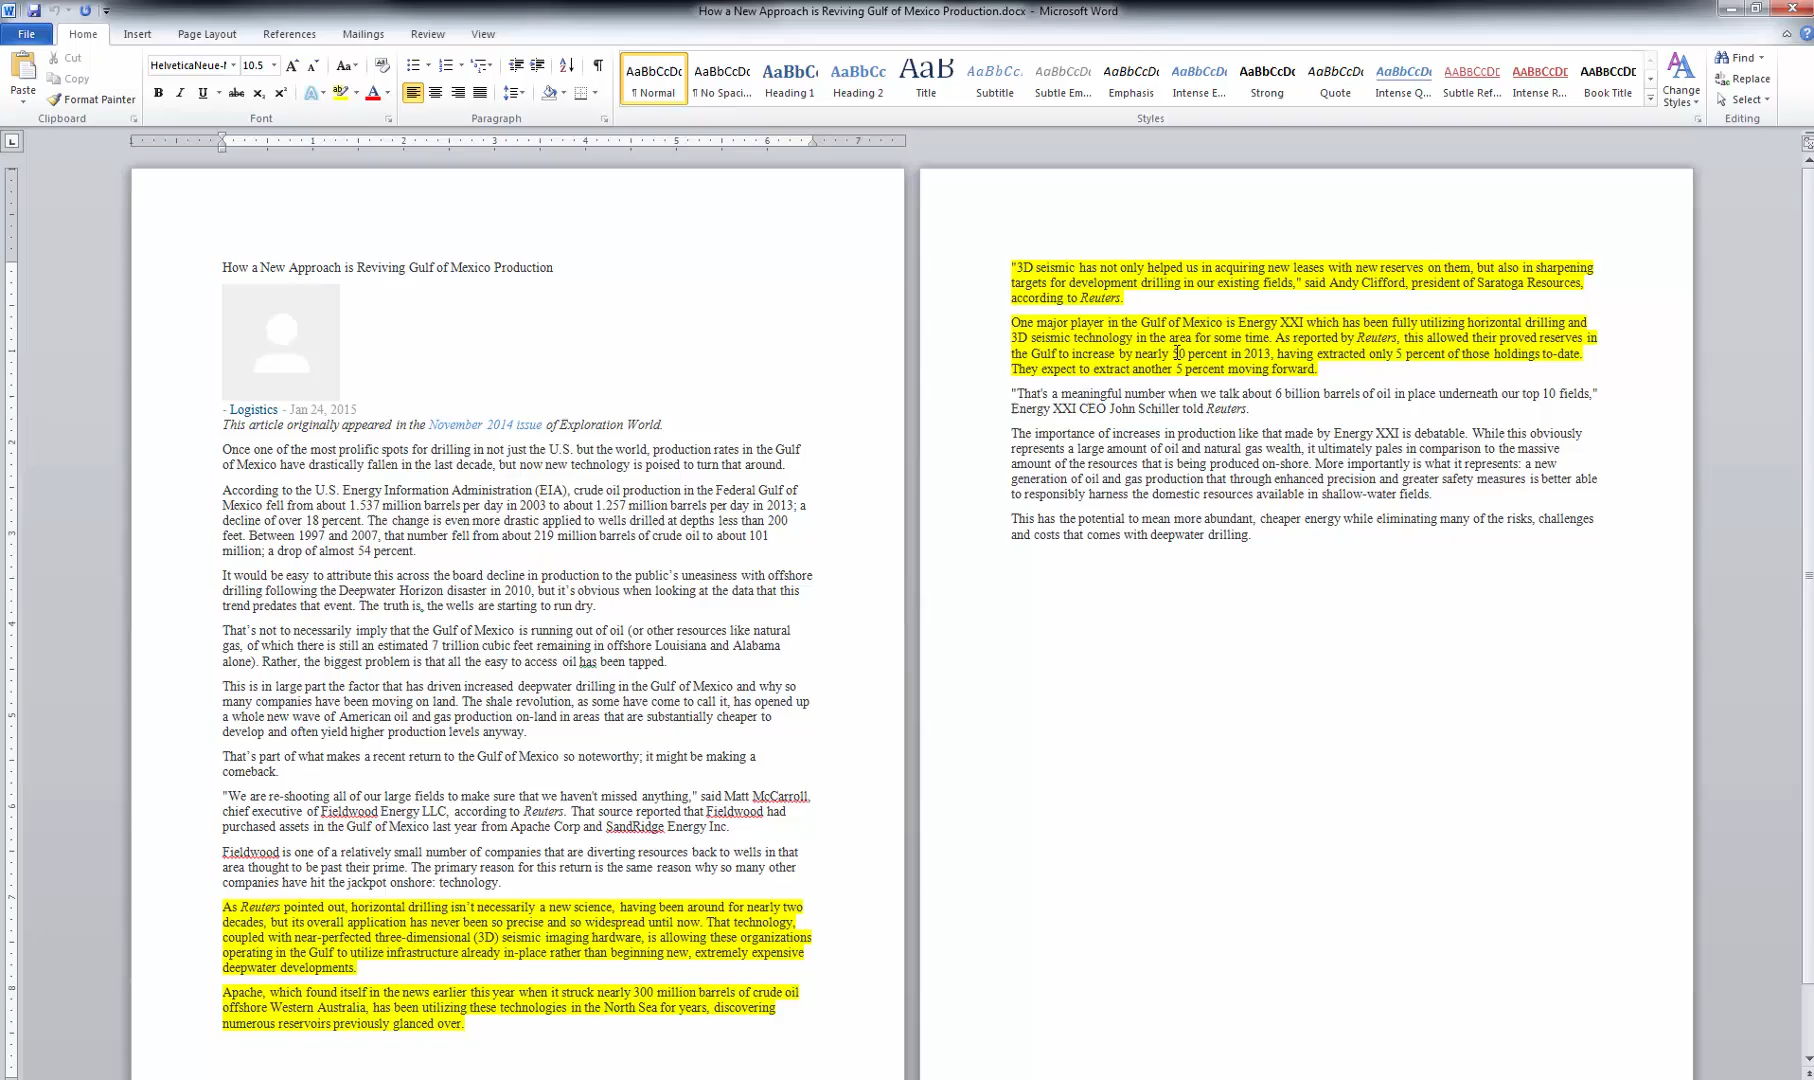 How a New Approach is Reviving Gulf of Mexico Production.docx - Microsoft Word
File Home Insert Page Layout References Mailings Review View
Paste
Cut
Copy
Format Painter
Clipboard
HelveticaNeue-I 10.5
Font
Paragraph
AaBbCcDc AaBbCcDc AaBbC AaBbCc AaB AaBbCc. AaBbCcDc AaBbCcDc AaBbCcDc AaBbCcDc AaBbCcDc AaBbCcDc AaBbCcDc AaBbCcDc AaBbCcDc
¶ Normal ¶ No Spaci... Heading 1 Heading 2 Title Subtitle Subtle Em... Emphasis Intense E... Strong Quote Intense Q... Subtle Ref... Intense R... Book Title
Styles
Change
Styles
Find
Replace
Select
Editing
1 1 2 3 4 5 6 7
1
2
3
4
5
6
7
8
How a New Approach is Reviving Gulf of Mexico Production
- Logistics - Jan 24, 2015
This article originally appeared in the November 2014 issue of Exploration World.
Once one of the most prolific spots for drilling in not just the U.S. but the world, production rates in the Gulf
of Mexico have drastically fallen in the last decade, but now new technology is poised to turn that around.
According to the U.S. Energy Information Administration (EIA), crude oil production in the Federal Gulf of
Mexico fell from about 1.537 million barrels per day in 2003 to about 1.257 million barrels per day in 2013; a
decline of over 18 percent. The change is even more drastic applied to wells drilled at depths less than 200
feet. Between 1997 and 2007, that number fell from about 219 million barrels of crude oil to about 101
million; a drop of almost 54 percent.
It would be easy to attribute this across the board decline in production to the public's uneasiness with offshore
drilling following the Deepwater Horizon disaster in 2010, but it's obvious when looking at the data that this
trend predates that event. The truth is, the wells are starting to run dry.
That's not to necessarily imply that the Gulf of Mexico is running out of oil (or other resources like natural
gas, of which there is still an estimated 7 trillion cubic feet remaining in offshore Louisiana and Alabama
alone). Rather, the biggest problem is that all the easy to access oil has been tapped.
This is in large part the factor that has driven increased deepwater drilling in the Gulf of Mexico and why so
many companies have been moving on land. The shale revolution, as some have come to call it, has opened up
a whole new wave of American oil and gas production on-land in areas that are substantially cheaper to
develop and often yield higher production levels anyway.
That's part of what makes a recent return to the Gulf of Mexico so noteworthy; it might be making a
comeback.
"We are re-shooting all of our large fields to make sure that we haven't missed anything," said Matt McCarroll,
chief executive of Fieldwood Energy LLC, according to Reuters. That source reported that Fieldwood had
purchased assets in the Gulf of Mexico last year from Apache Corp and SandRidge Energy Inc.
Fieldwood is one of a relatively small number of companies that are diverting resources back to wells in that
area thought to be past their prime. The primary reason for this return is the same reason why so many other
companies have hit the jackpot onshore: technology.
As Reuters pointed out, horizontal drilling isn't necessarily a new science, having been around for nearly two
decades, but its overall application has never been so precise and so widespread until now. That technology,
coupled with near-perfected three-dimensional (3D) seismic imaging hardware, is allowing these organizations
operating in the Gulf to utilize infrastructure already in-place rather than beginning new, extremely expensive
deepwater developments.
Apache, which found itself in the news earlier this year when it struck nearly 300 million barrels of crude oil
offshore Western Australia, has been utilizing these technologies in the North Sea for years, discovering
numerous reservoirs previously glanced over.
"3D seismic has not only helped us in acquiring new leases with new reserves on them, but also in sharpening
targets for development drilling in our existing fields," said Andy Clifford, president of Saratoga Resources,
according to Reuters.
One major player in the Gulf of Mexico is Energy XXI which has been fully utilizing horizontal drilling and
3D seismic technology in the area for some time. As reported by Reuters, this allowed their proved reserves in
the Gulf to increase by nearly percent in 2013, having extracted only 5 percent of those holdings to-date.
They expect to extract another 5 percent moving forward.
"That's a meaningful number when we talk about 6 billion barrels of oil in place underneath our top 10 fields,"
Energy XXI CEO John Schiller told Reuters.
The importance of increases in production like that made by Energy XXI is debatable. While this obviously
represents a large amount of oil and natural gas wealth, it ultimately pales in comparison to the massive
amount of the resources that is being produced on-shore. More importantly is what it represents: a new
generation of oil and gas production that through enhanced precision and greater safety measures is better able
to responsibly harness the domestic resources available in shallow-water fields.
This has the potential to mean more abundant, cheaper energy while eliminating many of the risks, challenges
and costs that comes with deepwater drilling.